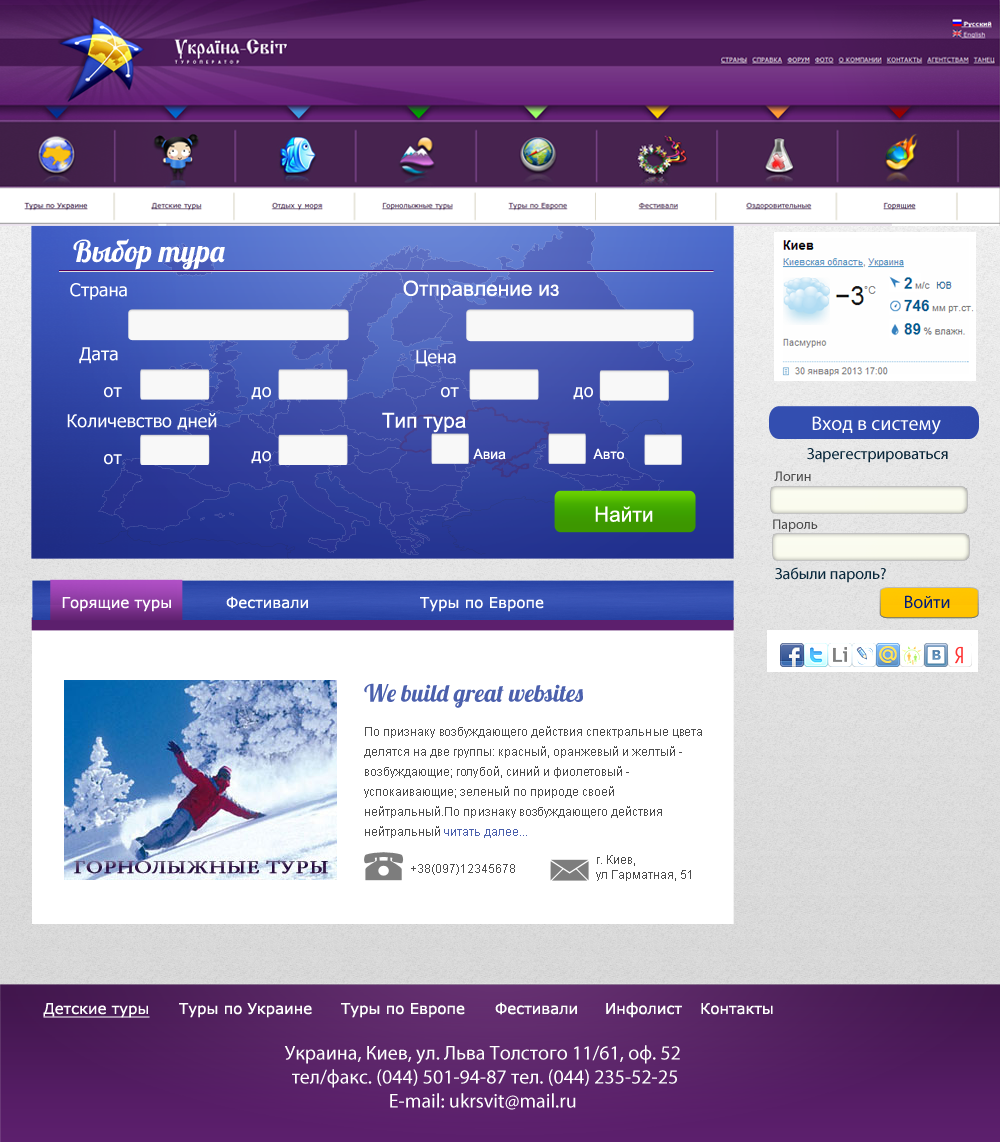 Русский
English
Україна-Світ
ТУРОПЕРАТОР
СТРАНЫ СПРАВКА ФОРУМ ФОТО О КОМПАНИИ КОНТАКТЫ АГЕНТСТВАМ ТАНЕЦ
Туры по Украине Детские туры Отдых у моря Горнолыжные туры Туры по Европе Фестивали Оздоровительные Горящие
Выбор тура
Страна Отправление из
Дата Цена
от до от до
Количевство дней Тип тура
от до Авиа Авто
Найти
Киев
Киевская область, Украина
−3°C
2 м/с ЮВ
746 мм рт.ст.
89 % влажн.
Пасмурно
30 января 2013 17:00
Вход в систему
Зарегестрироваться
Логин
Пароль
Забыли пароль?
Войти
f t Li @ В Я
Горящие туры Фестивали Туры по Европе
We build great websites
По признаку возбуждающего действия спектральные цвета
делятся на две группы: красный, оранжевый и желтый -
возбуждающие; голубой, синий и фиолетовый -
успокаивающие; зеленый по природе своей
нейтральный.По признаку возбуждающего действия
нейтральный читать далее...
ГОРНОЛЫЖНЫЕ ТУРЫ
+38(097)12345678
г. Киев,
ул Гарматная, 51
Детские туры Туры по Украине Туры по Европе Фестивали Инфолист Контакты
Украина, Киев, ул. Льва Толстого 11/61, оф. 52
тел/факс. (044) 501-94-87 тел. (044) 235-52-25
E-mail: ukrsvit@mail.ru